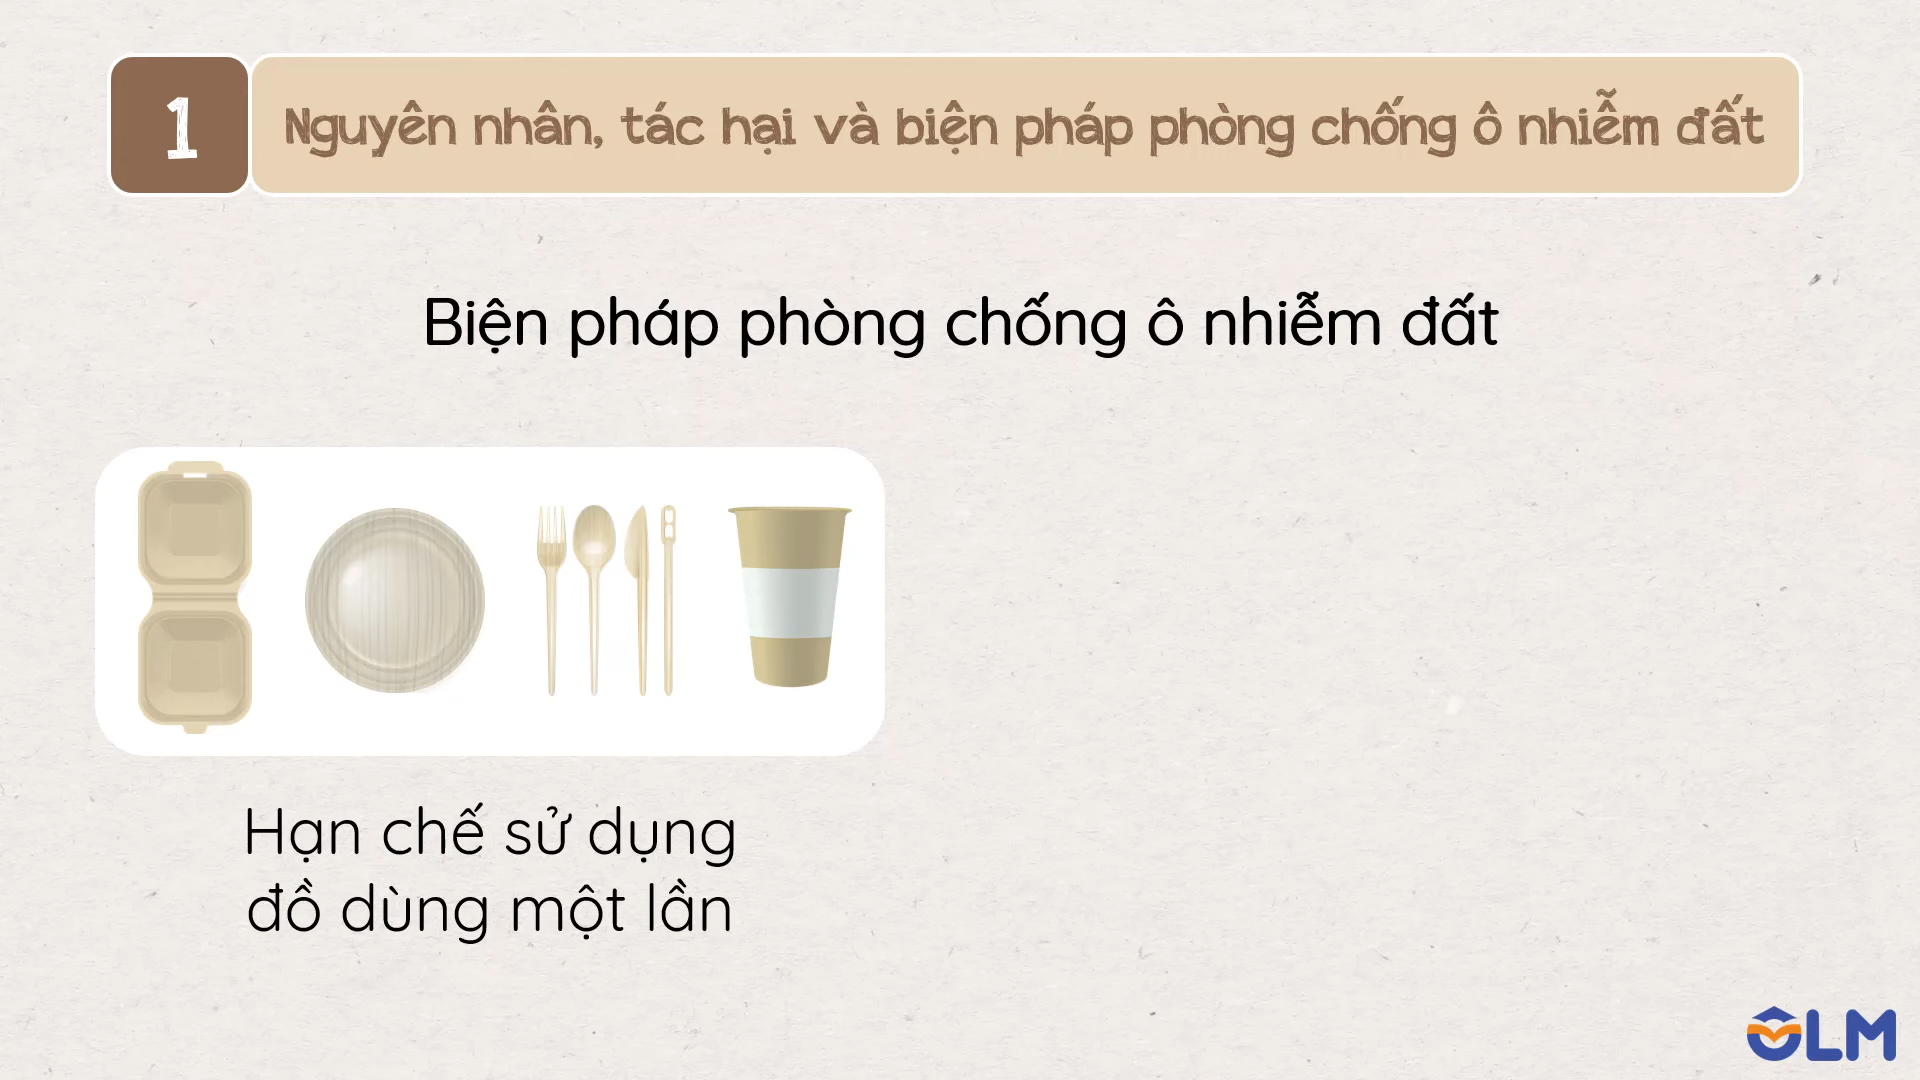 1
Nguyên nhân, tác hại và biện pháp phòng chống ô nhiễm đất
Biện pháp phòng chống ô nhiễm đất
Hạn chế sử dụng
đồ dùng một lần
OLM